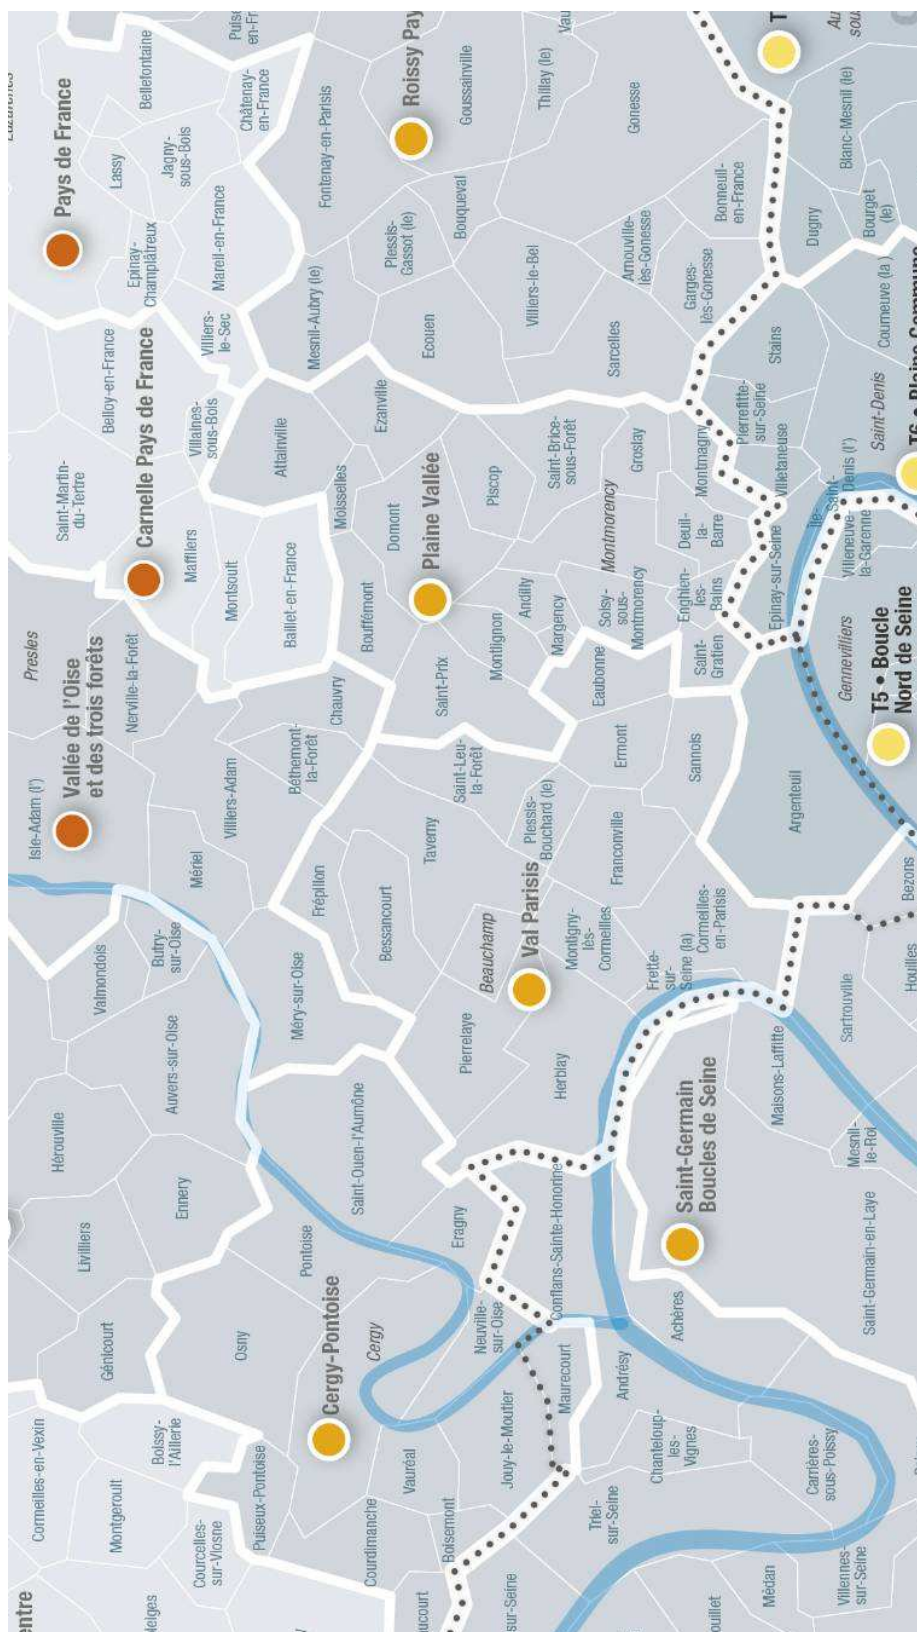 entre
Cormeilles-en-Vexin
Génicourt
Livilliers
Hérouville
Isle-Adam (l')
Presles
Saint-Martin-
du-Tertre
Vallée de l'Oise
et des trois forêts
Pays de France
Montgeroult
Valmondois
Belloy-en-France
Lassy
Bellefontaine
Boissy-
l'Aillerie
Ennery
Auvers-sur-Oise
Butry-
sur-Oise
Nerville-la-Forêt
Carnelle Pays de France
Epinay-
Champlâtreux
Jagny-
sous-Bois
Courcelles-
sur-Viosne
Mériel
Maffliers
Villaines-
sous-Bois
Villiers-
le-Sec
Mareil-en-France
Châtenay-
en-France
Puiseux-Pontoise
Osny
Villiers-Adam
Montsoult
Attainville
Pontoise
Méry-sur-Oise
Frépillon
Béthemont-
la-Forêt
Baillet-en-France
Cergy-Pontoise
Chauvry
Moisselles
Mesnil-Aubry (le)
Fontenay-en-Paris
Courdimanche
Cergy
Saint-Ouen-l'Aumône
Bessancourt
Bouffémont
Domont
Ezanville
Vauréal
Taverny
Saint-Prix
Plaine Vallée
Ecouen
Plessis-
Gassot (le)
Roissy Pay
aucourt
Boisemont
Eragny
Pierrelaye
Saint-Leu-
la-Forêt
Montlignon
Piscop
Bouqueval
Goussainville
Neuville-
sur-Oise
Beauchamp
Andilly
sur-Seine
Jouy-le-Moutier
Val Parisis
Plessis-
Bouchard (le)
Margency
Saint-Brice-
sous-Forêt
Villiers-le-Bel
Thillay (le)
Vau
Maurecourt
Conflans-Sainte-Honorine
Herblay
Montigny-
lès-
Cormeilles
Eaubonne
Soisy-
sous-
Montmorency
Montmorency
Sarcelles
Triel-
sur-Seine
Andrésy
Franconville
Ermont
Groslay
Arnouville-
lès-Gonesse
Gonesse
Chanteloup-
les-
Vignes
Achères
Saint-Germain
Boucles de Seine
Frette-
sur-
Seine (la)
Cormeilles-
en-Parisis
Sannois
Saint-
Gratien
Enghien-
les-
Bains
Deuil-
la-
Barre
Montmagny
Garges-
lès-Gonesse
Bonneuil-
en-France
Médan
Maisons-Laffitte
Argenteuil
Epinay-sur-Seine
Villetaneuse
Pierrefitte-
sur-Seine
Stains
Carrières-
sous-Poissy
Dugny
Blanc-Mesnil (le)
Villennes-
sur-Seine
Saint-Germain-en-Laye
Mesnil-
le-Roi
Sartrouville
Gennevilliers
Villeneuve-
la-Garenne
Ile-
Saint-
Denis (l')
Saint-Denis
Courneuve (la )
Bourget
(le)
Houilles
Bezons
T5 • Boucle
Nord de Seine
T6 • Plaine Commune